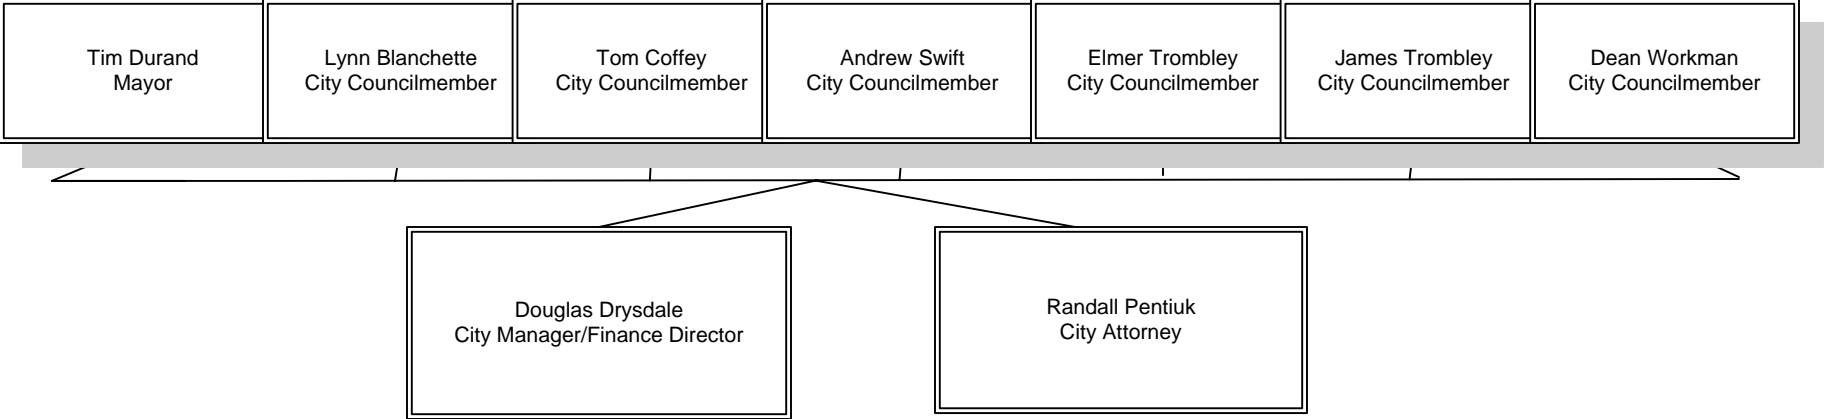 Tim Durand
Mayor
Lynn Blanchette
City Councilmember
Tom Coffey
City Councilmember
Andrew Swift
City Councilmember
Elmer Trombley
City Councilmember
James Trombley
City Councilmember
Dean Workman
City Councilmember
Douglas Drysdale
City Manager/Finance Director
Randall Pentiuk
City Attorney